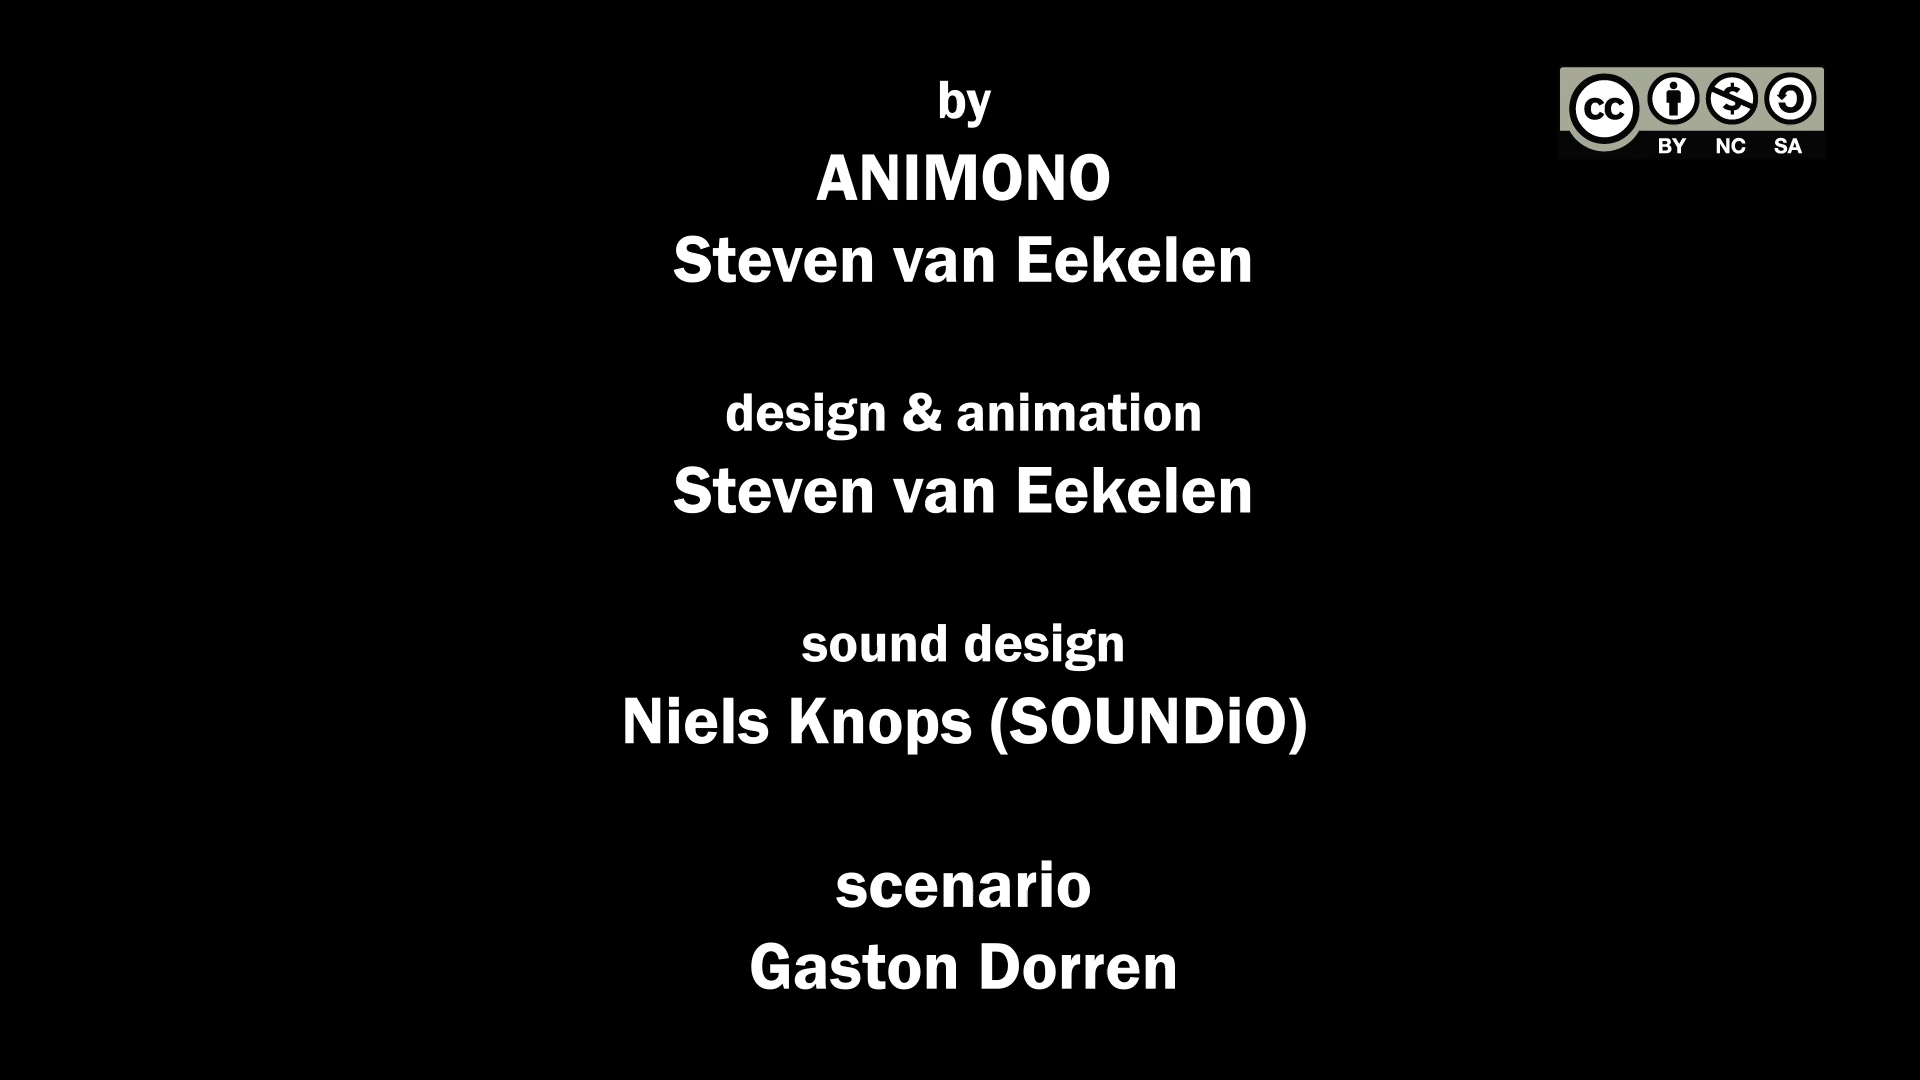 by
ANIMONO
Steven van Eekelen
design & animation
Steven van Eekelen
sound design
Niels Knops (SOUNDiO)
scenario
Gaston Dorren
cc
BY NC SA